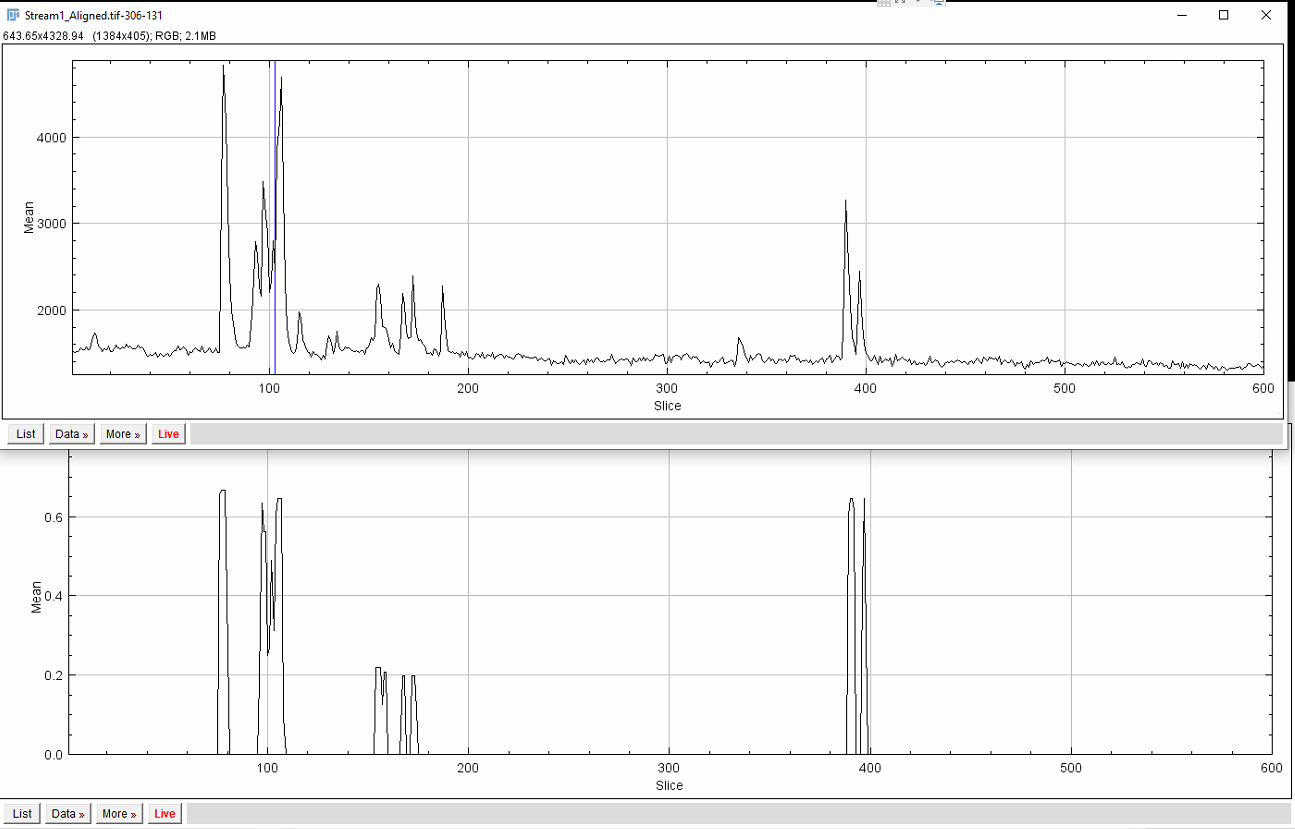 Stream1_Aligned.tif-306-131
643.65x4328.94 (1384x405); RGB; 2.1MB
4000
3000
2000
Mean
100 200 300 400 500 600
Slice
List Data » More » Live
0.6
0.4
0.2
0.0
Mean
100 200 300 400 500 600
Slice
List Data » More » Live